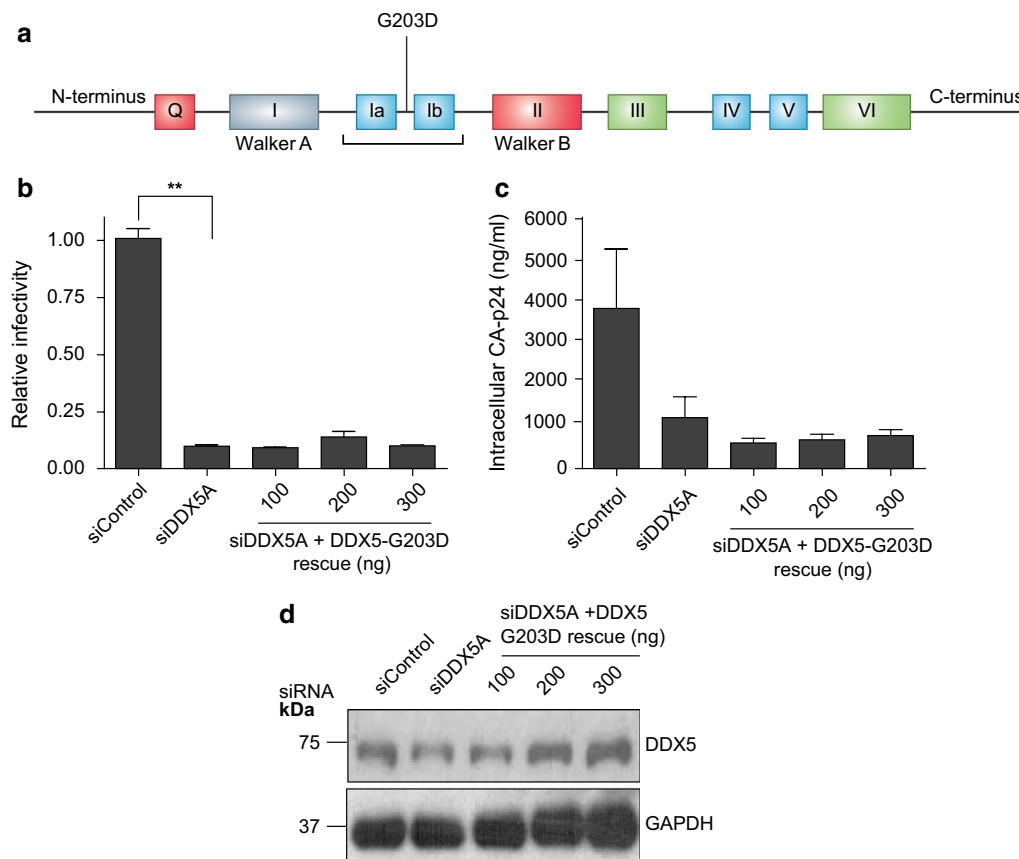 a
G203D
N-terminus
Q
I
Ia
Ib
II
III
IV
V
VI
C-terminus
Walker A
Walker B
b
**
Relative infectivity
1.00
0.75
0.50
0.25
0.00
siControl
siDDX5A
100
200
300
siDDX5A + DDX5-G203D
rescue (ng)
c
Intracellular CA-p24 (ng/ml)
6000
5000
4000
3000
2000
1000
0
siControl
siDDX5A
100
200
300
siDDX5A + DDX5-G203D
rescue (ng)
d
siDDX5A +DDX5
G203D rescue (ng)
siControl
siDDX5A
100
200
300
siRNA
kDa
75
DDX5
37
GAPDH